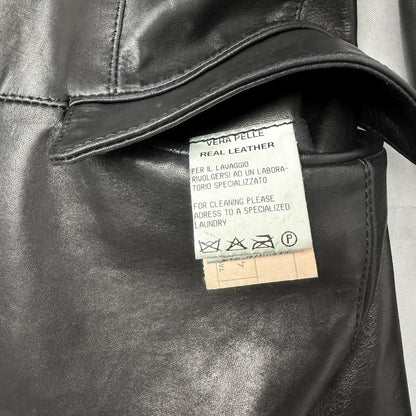 VERA PELLE
REAL LEATHER
PER IL LAVAGGIO
RIVOLGERSI AD UN LABORA-
TORIO SPECIALIZZATO
FOR CLEANING PLEASE
ADRESS TO A SPECIALIZED
LAUNDRY
P